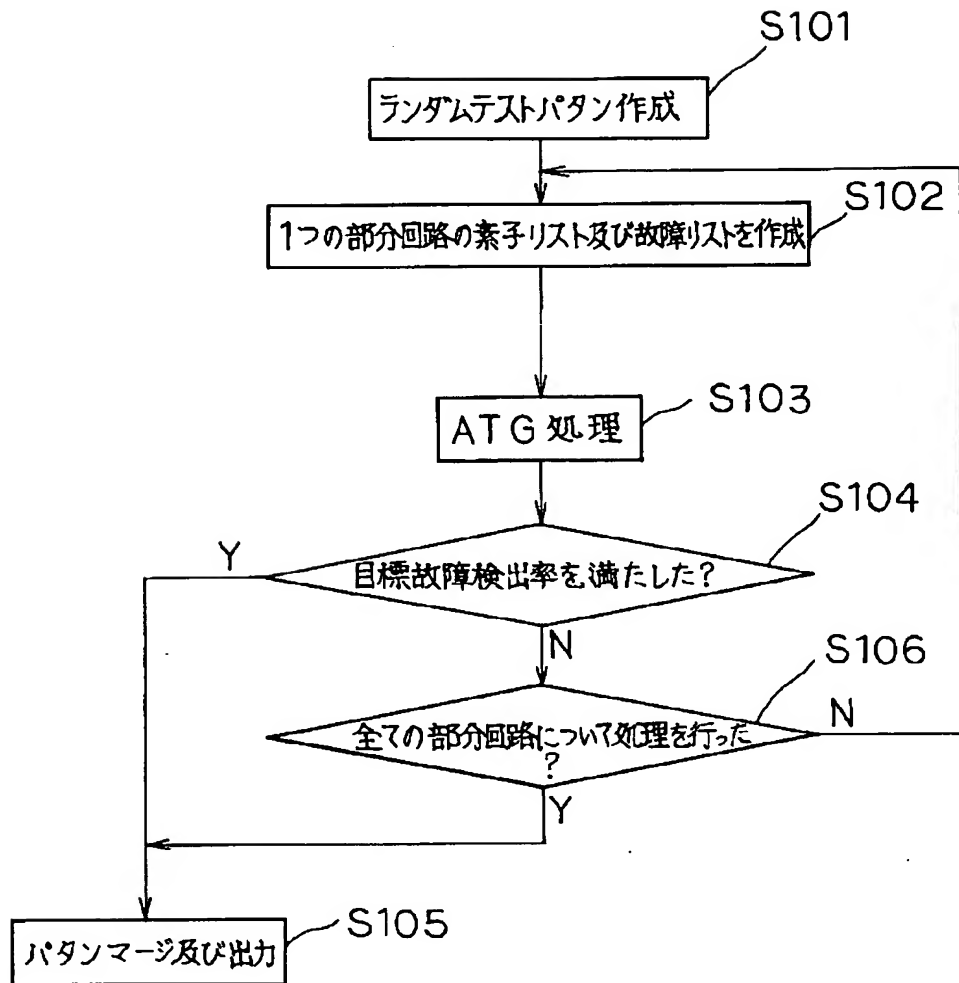 S101
ランダムテストパタン作成
S102
1つの部分回路の素子リスト及び故障リストを作成
S103
ATG処理
S104
Y
目標故障検出率を満たした?
N
S106
全ての部分回路について処理を行った
?
N
Y
S105
パタンマージ及び出力